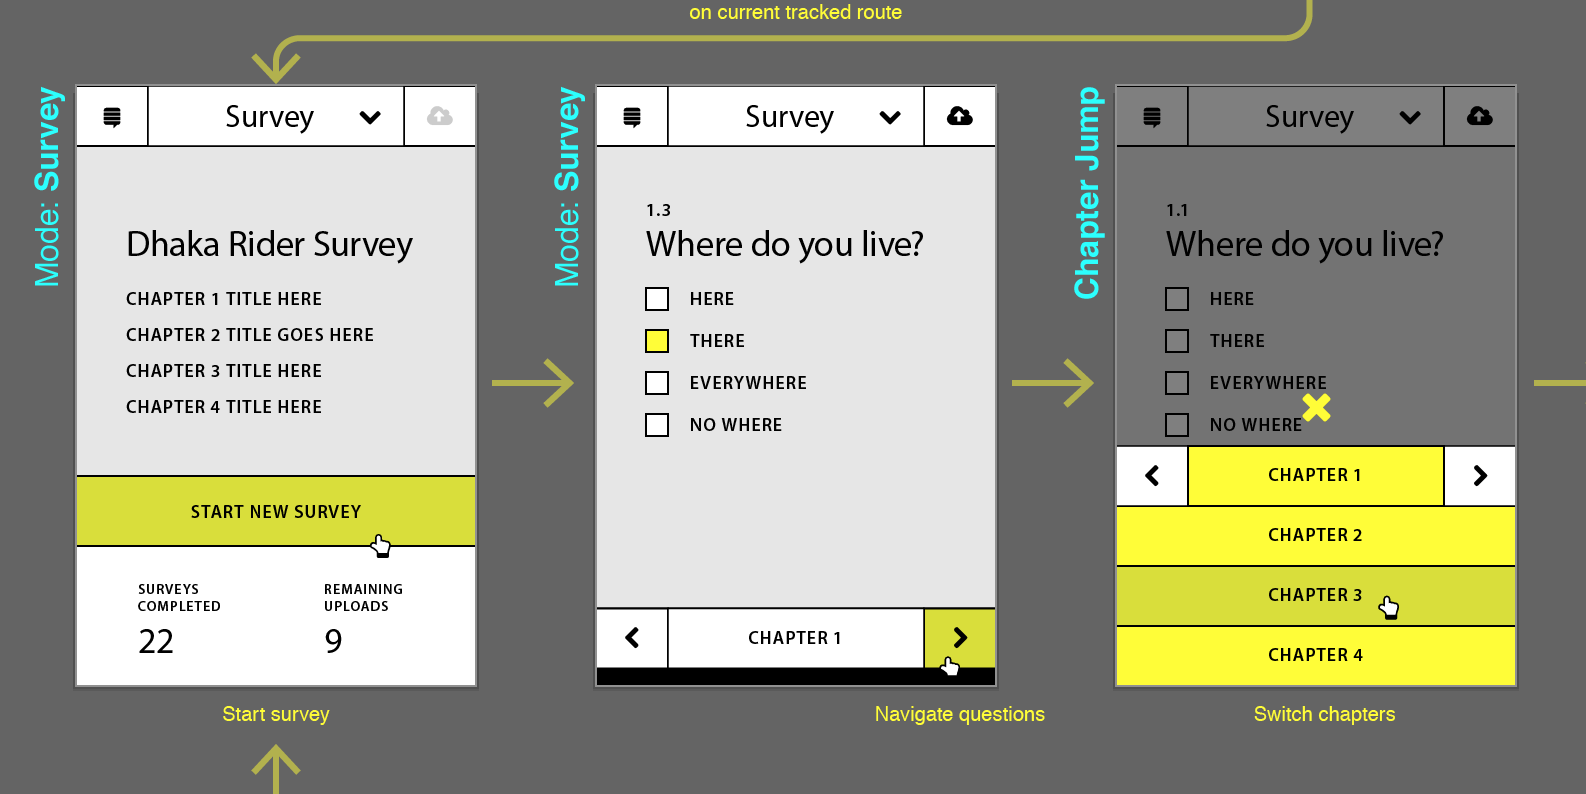 on current tracked route
Mode: Survey
Survey
Dhaka Rider Survey
CHAPTER 1 TITLE HERE
CHAPTER 2 TITLE GOES HERE
CHAPTER 3 TITLE HERE
CHAPTER 4 TITLE HERE
START NEW SURVEY
SURVEYS
COMPLETED
22
REMAINING
UPLOADS
9
Start survey
Mode: Survey
Survey
1.3
Where do you live?
HERE
THERE
EVERYWHERE
NO WHERE
CHAPTER 1
Navigate questions
Chapter Jump
Survey
1.1
Where do you live?
HERE
THERE
EVERYWHERE
NO WHERE
CHAPTER 1
CHAPTER 2
CHAPTER 3
CHAPTER 4
Switch chapters